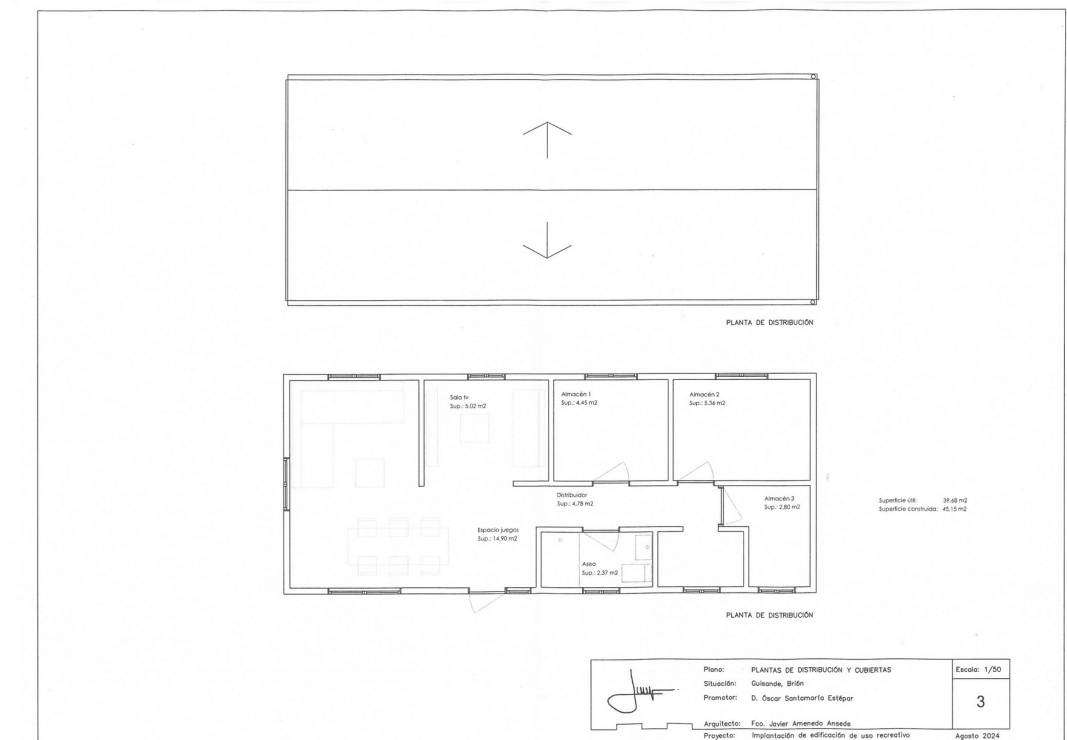 PLANTA DE DISTRIBUCIÓN
Sala tv
Sup.: 5,02 m2
Almacén 1
Sup.: 4,45 m2
Almacén 2
Sup.: 5,36 m2
Distribuidor
Sup.: 4,78 m2
Almacén 3
Sup.: 2,80 m2
Superficie útil: 39,68 m2
Superficie construida: 45,15 m2
Espacio juegos
Sup.: 14,90 m2
Aseo
Sup.: 2,37 m2
PLANTA DE DISTRIBUCIÓN
Plano: PLANTAS DE DISTRIBUCIÓN Y CUBIERTAS
Escala: 1/50
Situación: Guisande, Brión
Promotor: D. Óscar Santamaría Estépar
3
Arquitecto: Fco. Javier Amenedo Ansede
Proyecto: Implantación de edificación de uso recreativo
Agosto 2024